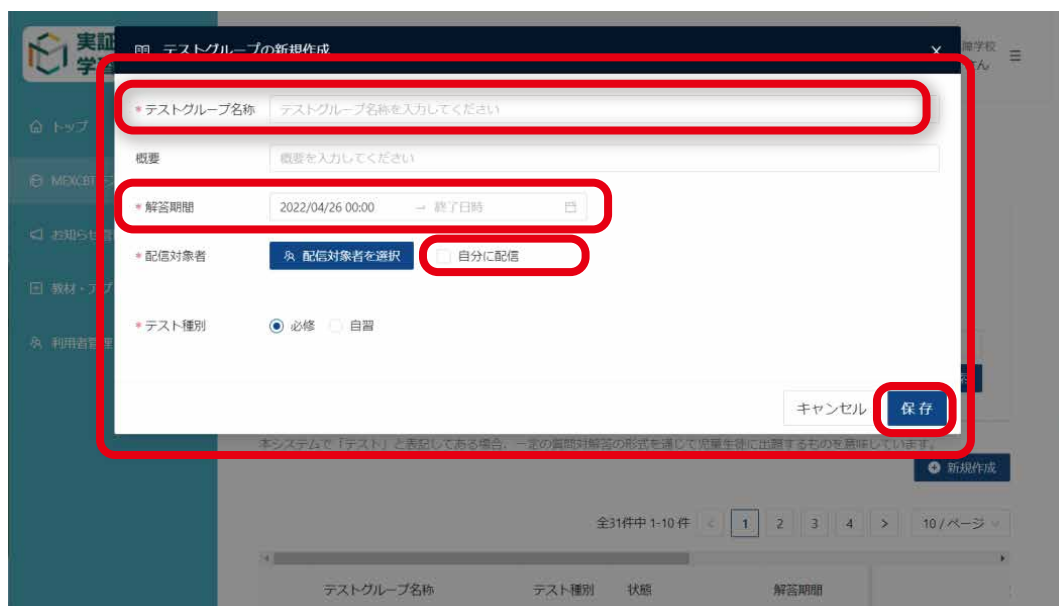 実証
学習
テストグループの新規作成
障学校
さん
* テストグループ名称 テストグループ名称を入力してください
トップ
概要 概要を入力してください
MEXCBT
* 解答期間 2022/04/26 00:00 → 終了日時
お知らせ管
* 配信対象者 配信対象者を選択 自分に配信
教材・アプ
* テスト種別 必修 自習
利用者管理
キャンセル 保存
本システムで「テスト」と表記してある場合、一定の質問対解答の形式を通じて児童生徒に出題するものを意味しています。
新規作成
全31件中 1-10 件 < 1 2 3 4 > 10 / ページ
テストグループ名称 テスト種別 状態 解答期間